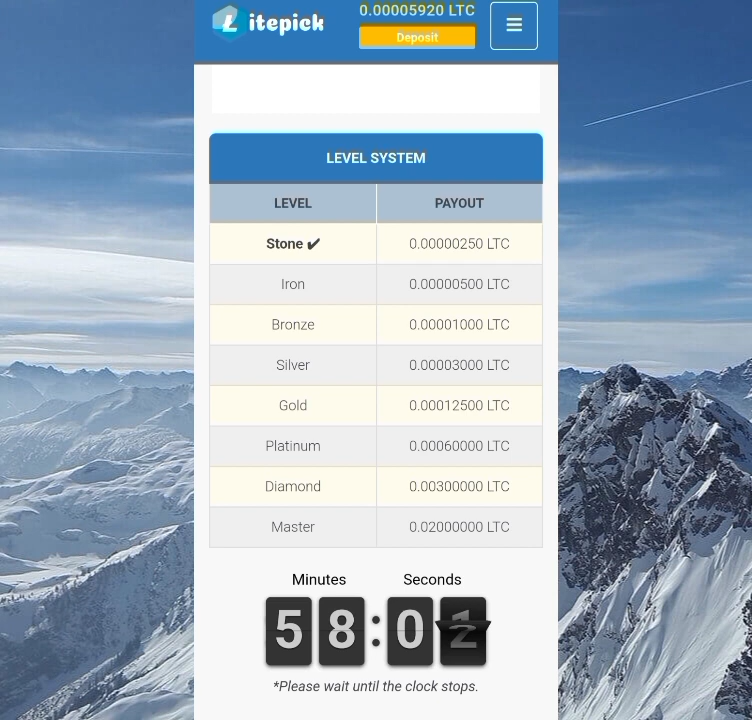 Litepick
0.00005920 LTC
Deposit
LEVEL SYSTEM
LEVEL PAYOUT
Stone ✔ 0.00000250 LTC
Iron 0.00000500 LTC
Bronze 0.00001000 LTC
Silver 0.00003000 LTC
Gold 0.00012500 LTC
Platinum 0.00060000 LTC
Diamond 0.00300000 LTC
Master 0.02000000 LTC
Minutes Seconds
58:0
*Please wait until the clock stops.